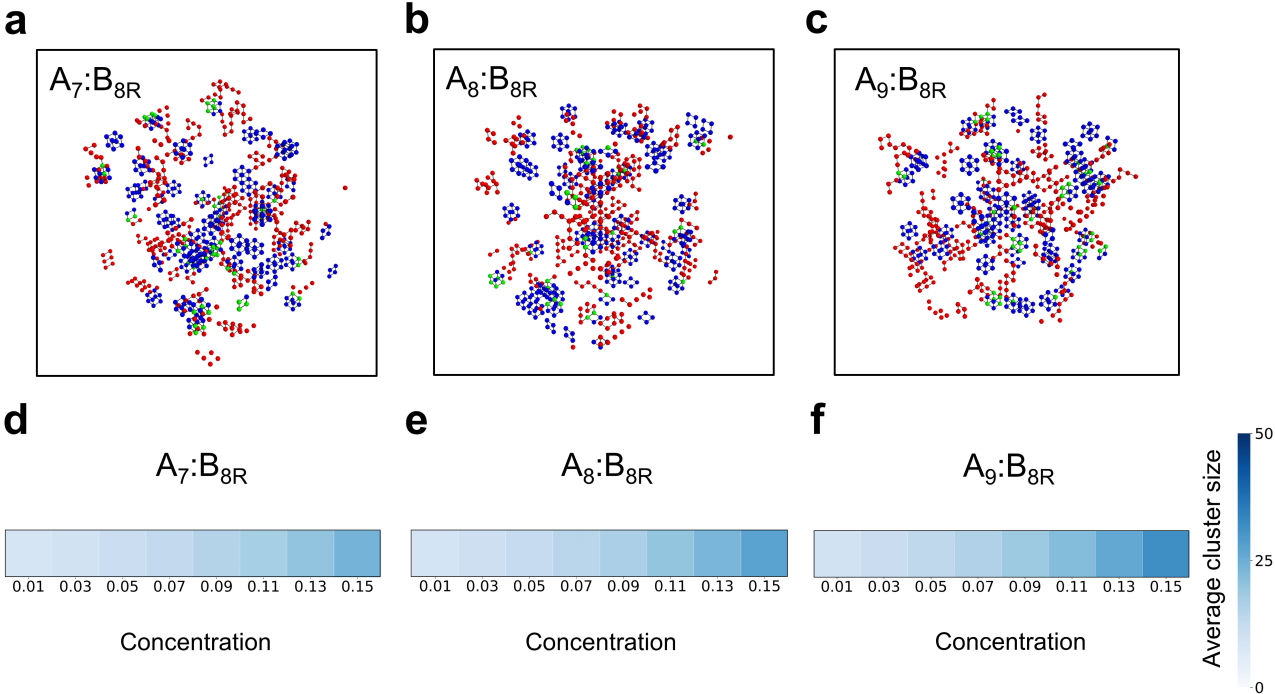 a
b
c
A7:B8R
A8:B8R
A9:B8R
d
e
f
A7:B8R
A8:B8R
A9:B8R
0.01 0.03 0.05 0.07 0.09 0.11 0.13 0.15
0.01 0.03 0.05 0.07 0.09 0.11 0.13 0.15
0.01 0.03 0.05 0.07 0.09 0.11 0.13 0.15
Concentration
Concentration
Concentration
Average cluster size
50
25
0